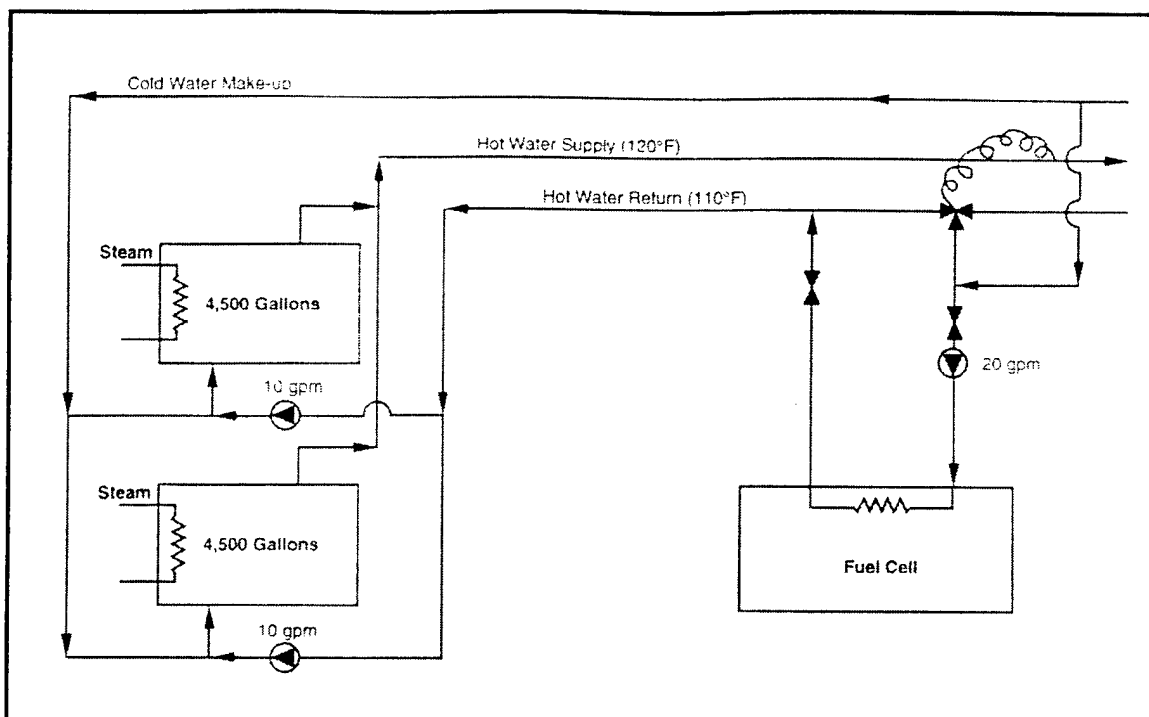 Cold Water Make-up
Hot Water Supply (120°F)
Hot Water Return (110°F)
Steam
4,500 Gallons
10 gpm
20 gpm
Steam
4,500 Gallons
Fuel Cell
10 gpm